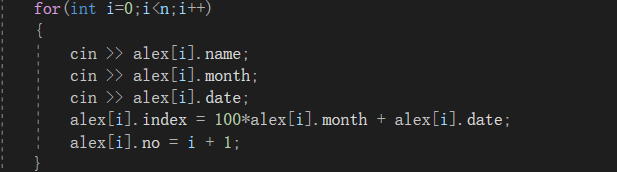 for(int i=0;i<n;i++)
{
cin >> alex[i].name;
cin >> alex[i].month;
cin >> alex[i].date;
alex[i].index = 100*alex[i].month + alex[i].date;
alex[i].no = i + 1;
}